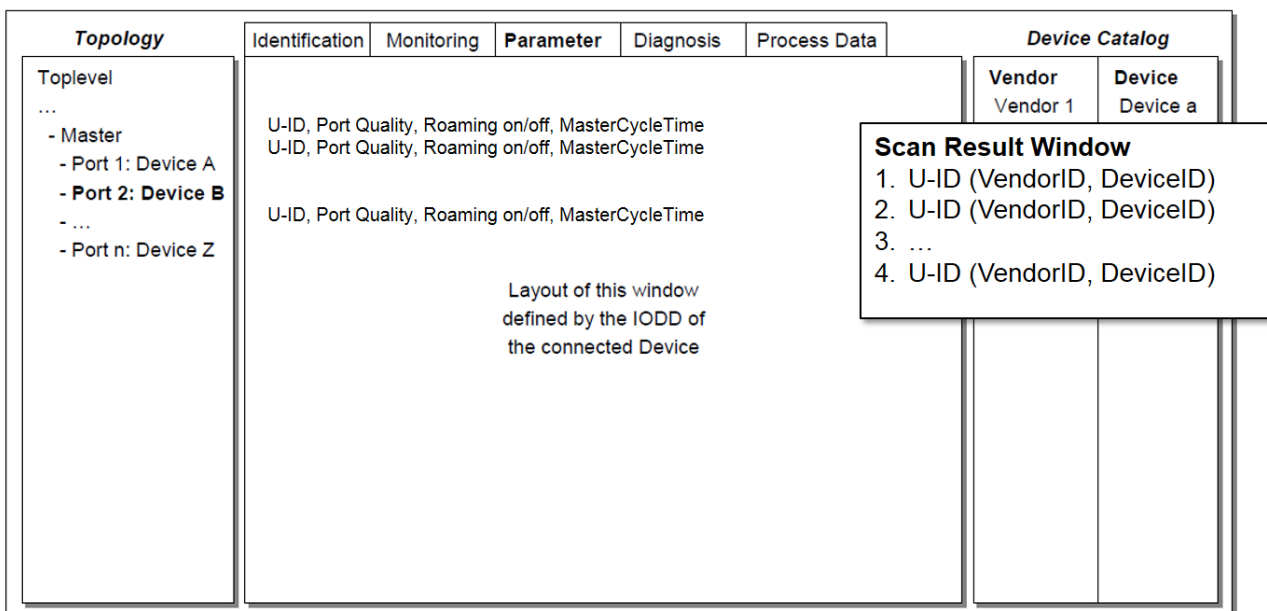 Topology
Toplevel
...
- Master
- Port 1: Device A
- Port 2: Device B
- ...
- Port n: Device Z
Identification Monitoring Parameter Diagnosis Process Data
U-ID, Port Quality, Roaming on/off, MasterCycleTime
U-ID, Port Quality, Roaming on/off, MasterCycleTime
U-ID, Port Quality, Roaming on/off, MasterCycleTime
Layout of this window
defined by the IODD of
the connected Device
Device Catalog
Vendor Device
Vendor 1 Device a
Scan Result Window
1. U-ID (VendorID, DeviceID)
2. U-ID (VendorID, DeviceID)
3. ...
4. U-ID (VendorID, DeviceID)